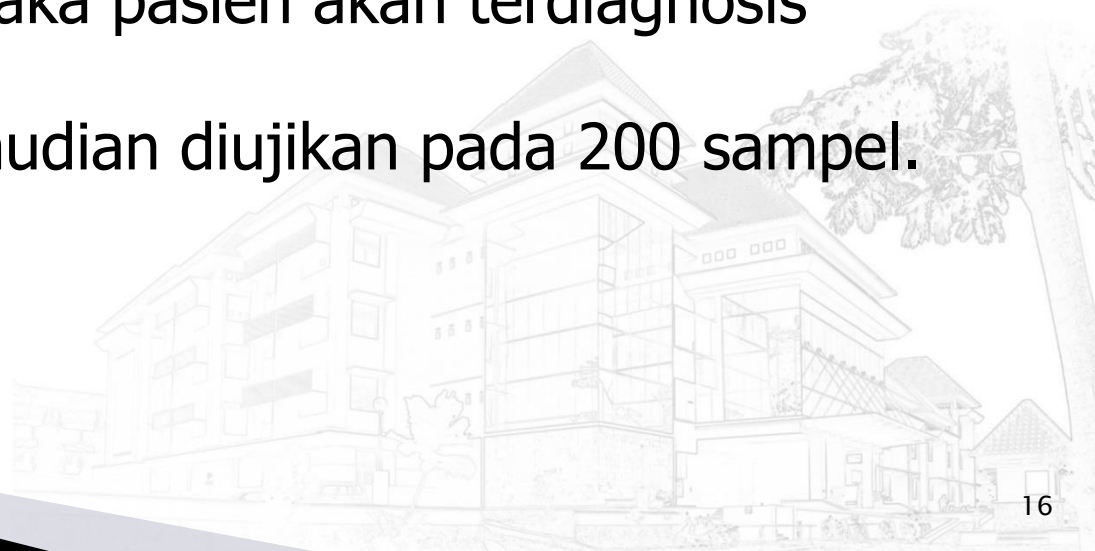 aka pasien akan terdiagnosis
udian diujikan pada 200 sampel.
16